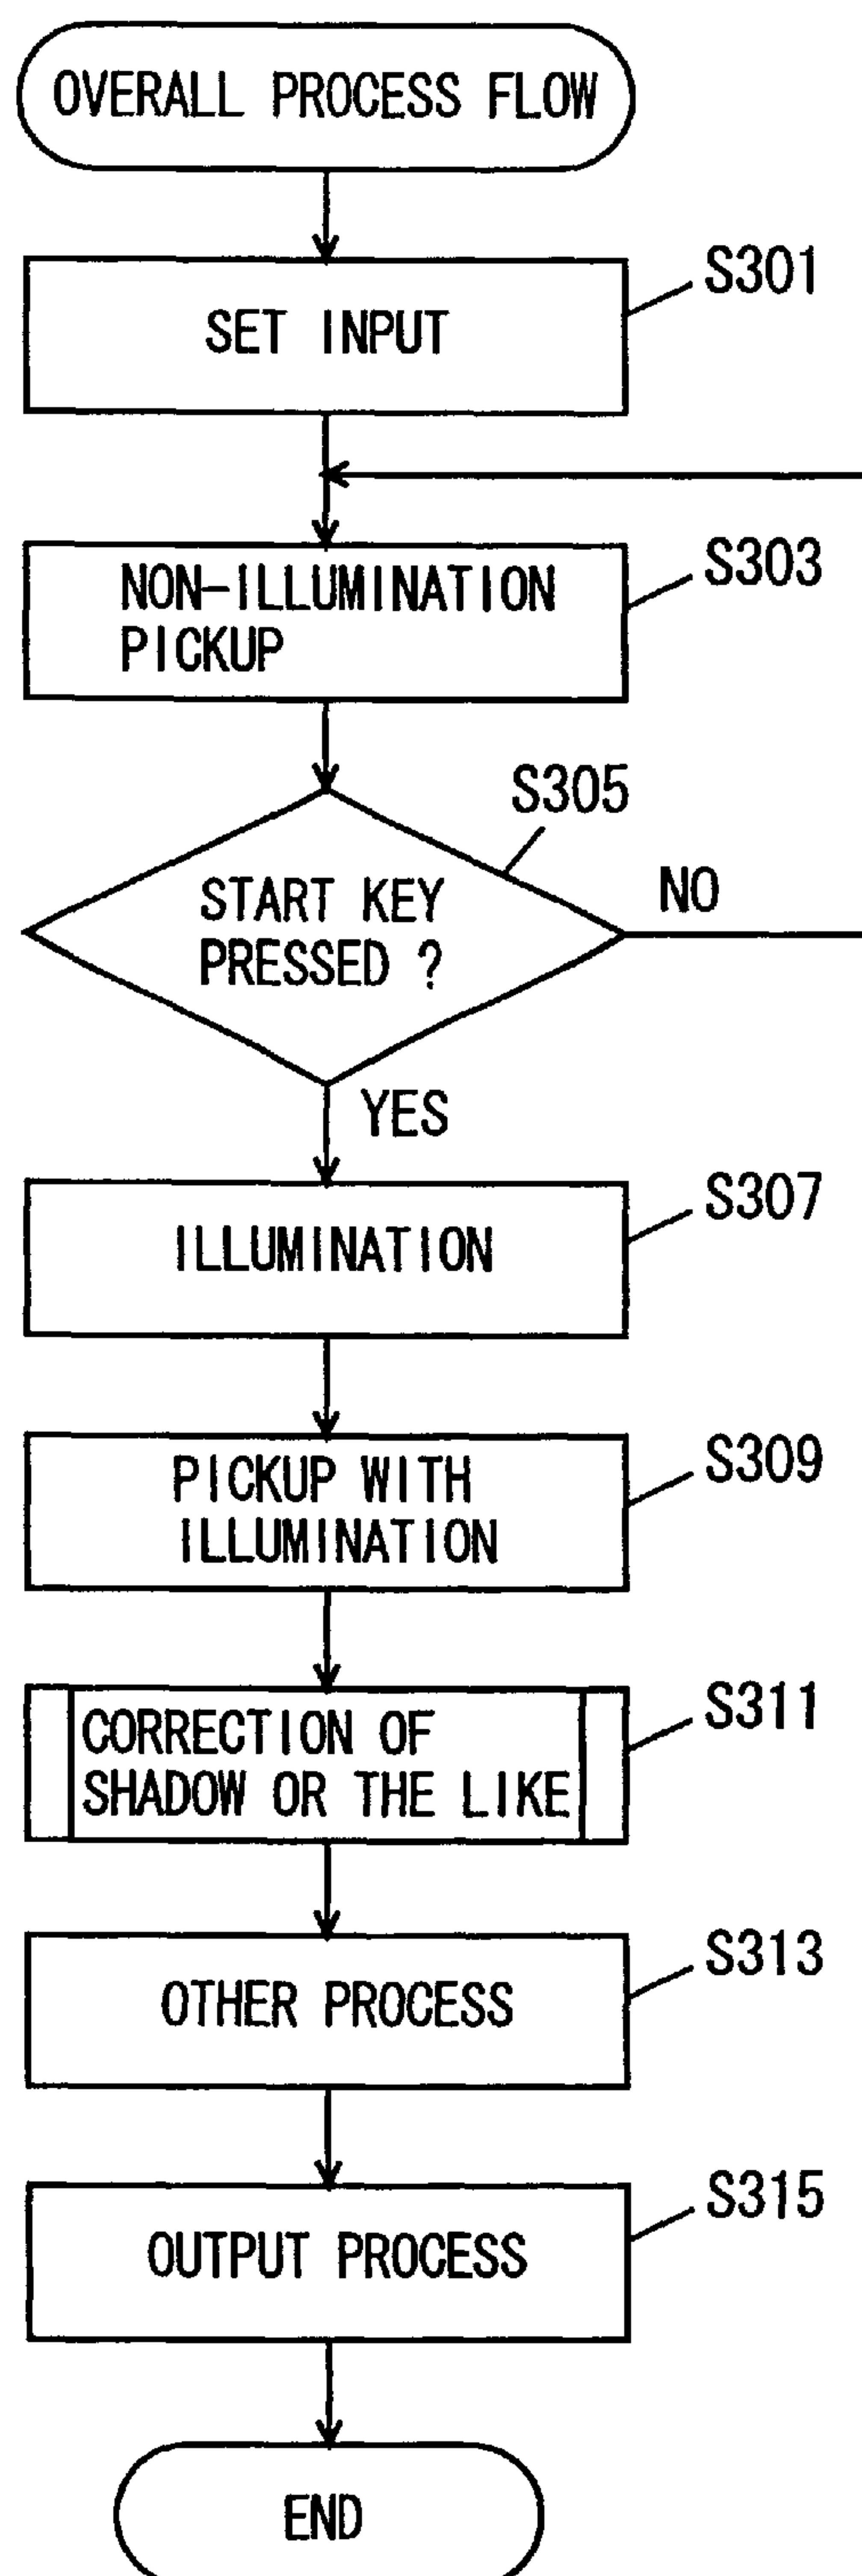 OVERALL PROCESS FLOW
S301
SET INPUT
S303
NON-ILLUMINATION
PICKUP
S305
START KEY
PRESSED ?
NO
YES
S307
ILLUMINATION
S309
PICKUP WITH
ILLUMINATION
S311
CORRECTION OF
SHADOW OR THE LIKE
S313
OTHER PROCESS
S315
OUTPUT PROCESS
END